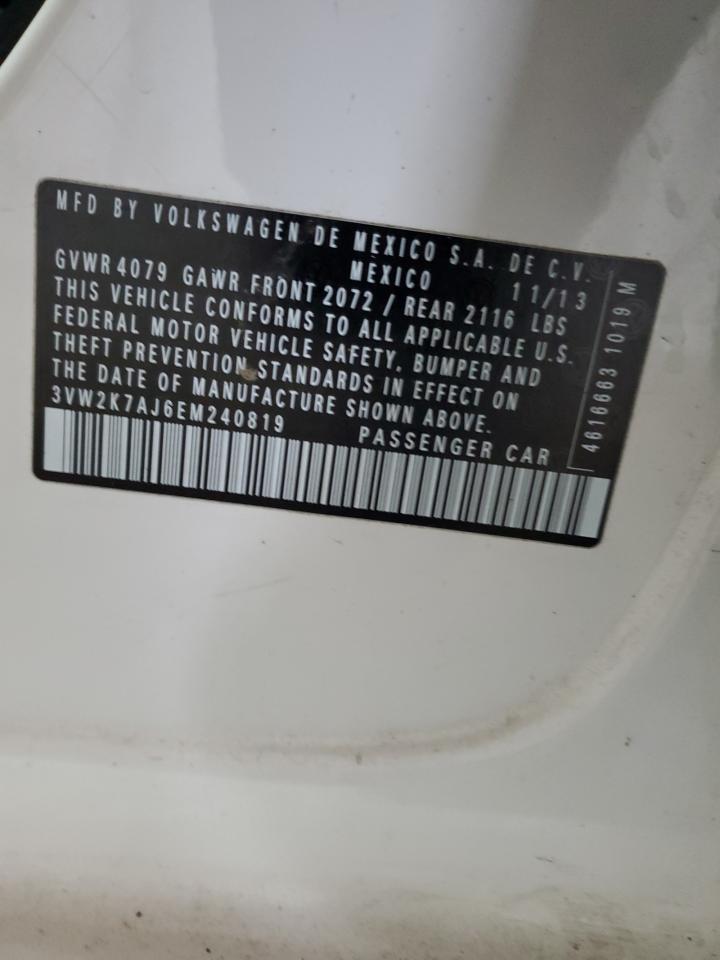 MFD BY VOLKSWAGEN DE MEXICO S.A. DE C.V.
MEXICO 11/13
GVWR 4079 GAWR FRONT 2072 / REAR 2116 LBS
THIS VEHICLE CONFORMS TO ALL APPLICABLE U.S.
FEDERAL MOTOR VEHICLE SAFETY, BUMPER AND
THEFT PREVENTION STANDARDS IN EFFECT ON
THE DATE OF MANUFACTURE SHOWN ABOVE.
3VW2K7AJ6EM240819 PASSENGER CAR
4616663 1019 M